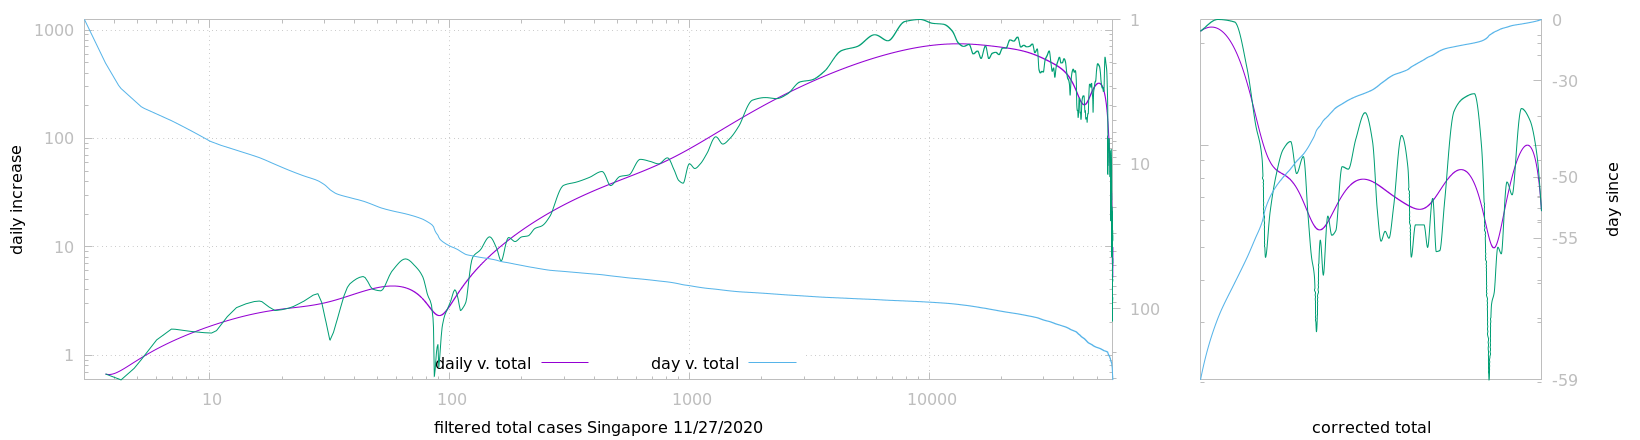 daily increase
1000
100
10
1
10
100
1000
10000
filtered total cases Singapore 11/27/2020
daily v. total
day v. total
1
10
100
0
-30
-50
-55
-59
day since
corrected total